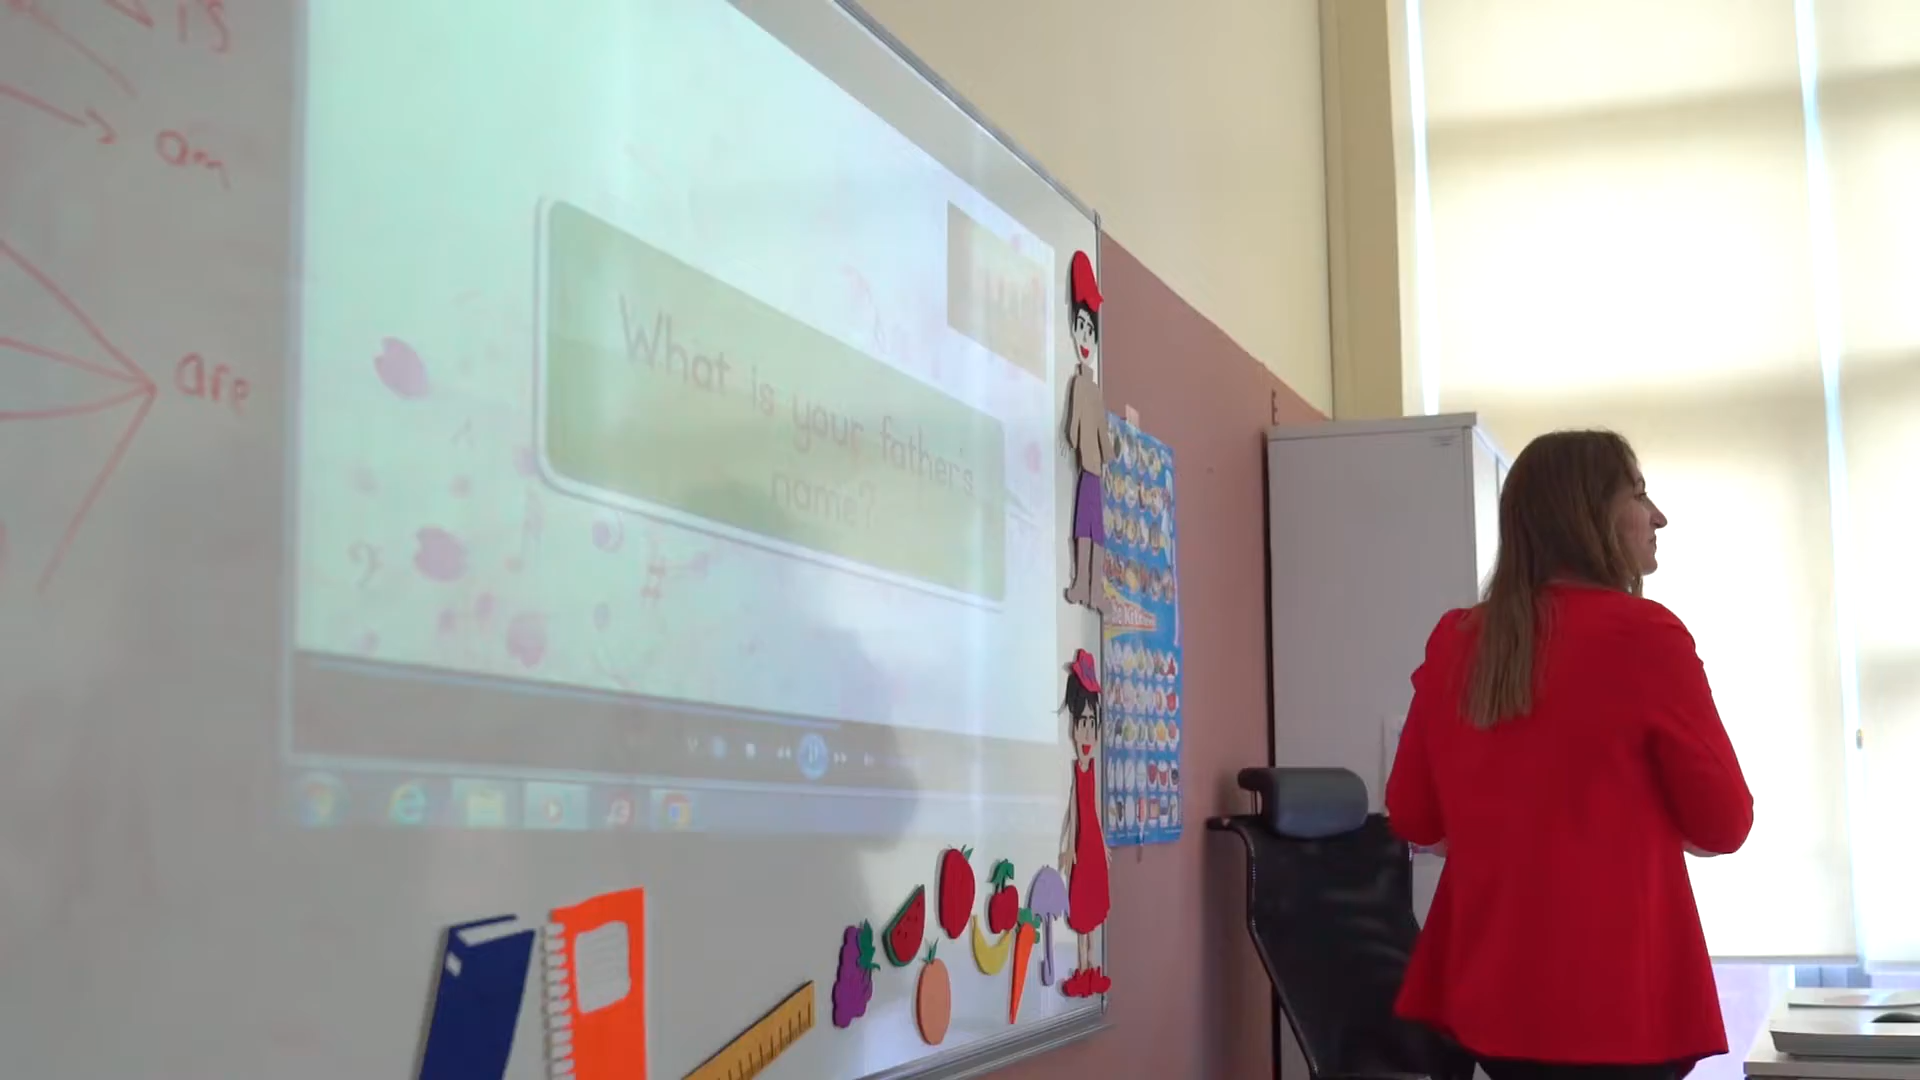 is
am
are
What is your father's
name?